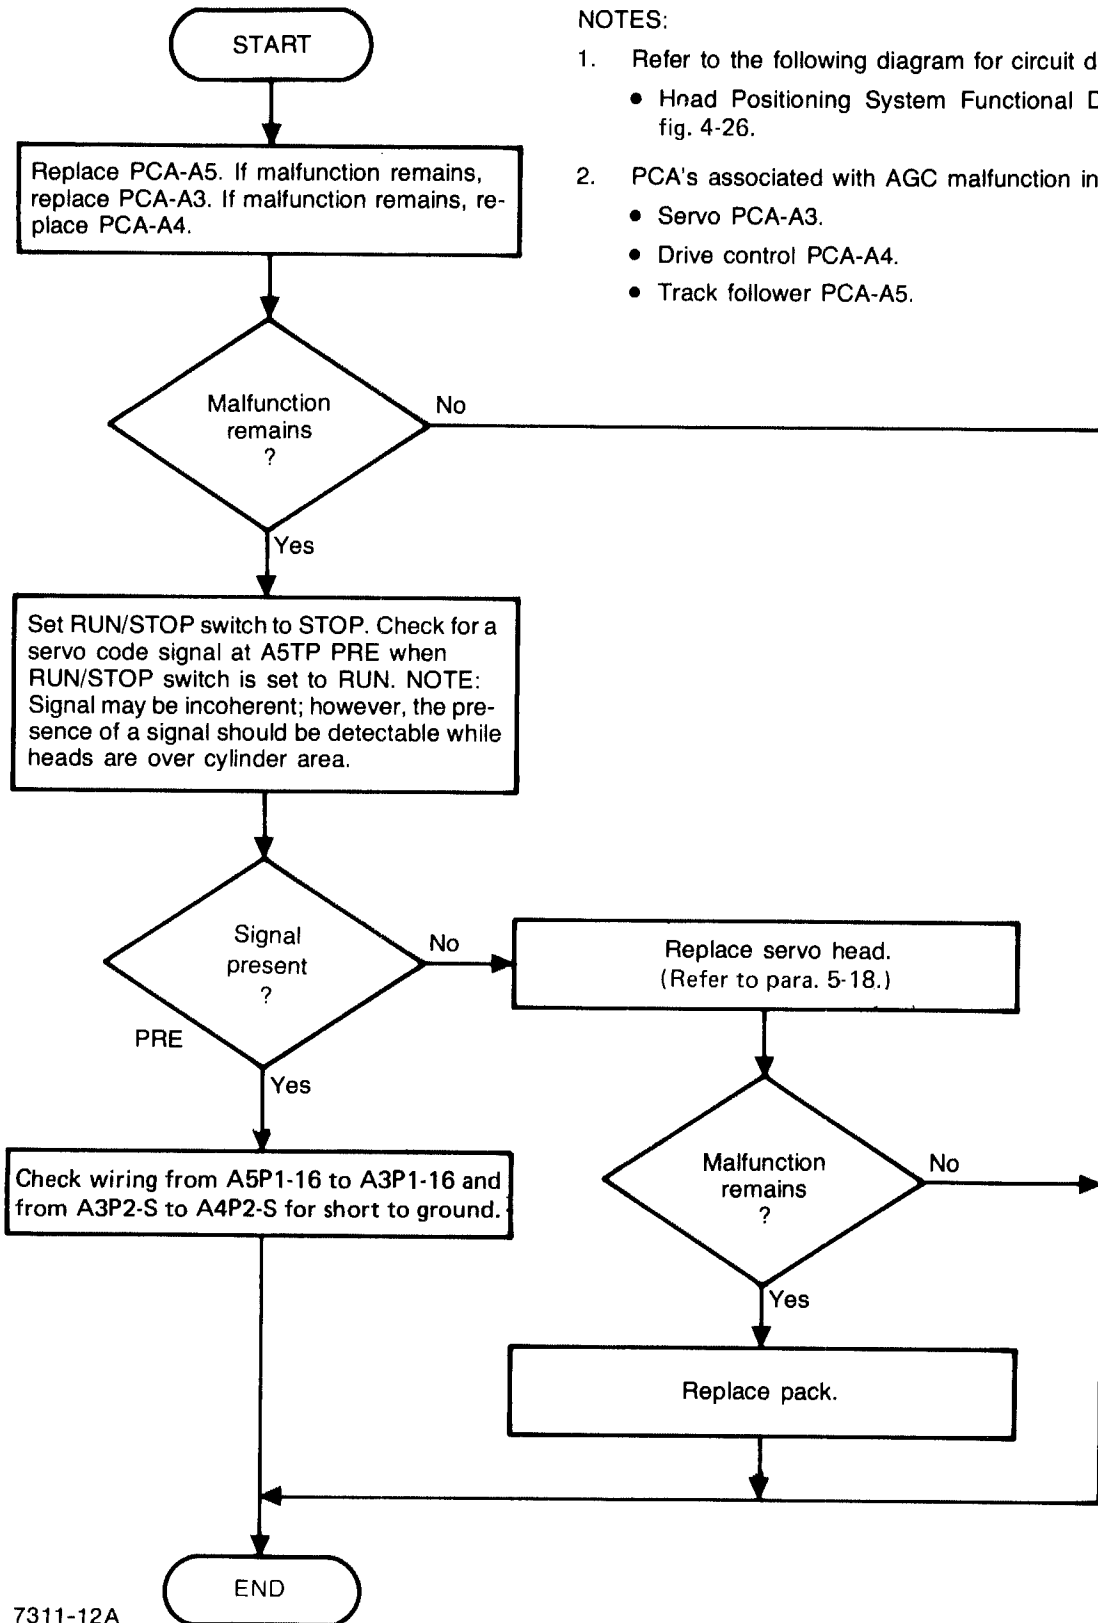 START
NOTES:
1. Refer to the following diagram for circuit d
• Head Positioning System Functional D
fig. 4-26.
2. PCA's associated with AGC malfunction in
• Servo PCA-A3.
• Drive control PCA-A4.
• Track follower PCA-A5.
Replace PCA-A5. If malfunction remains,
replace PCA-A3. If malfunction remains, re-
place PCA-A4.
Malfunction
remains
?
No
Yes
Set RUN/STOP switch to STOP. Check for a
servo code signal at A5TP PRE when
RUN/STOP switch is set to RUN. NOTE:
Signal may be incoherent; however, the pre-
sence of a signal should be detectable while
heads are over cylinder area.
Signal
present
?
No
PRE
Yes
Replace servo head.
(Refer to para. 5-18.)
Check wiring from A5P1-16 to A3P1-16 and
from A3P2-S to A4P2-S for short to ground.
Malfunction
remains
?
No
Yes
Replace pack.
END
7311-12A